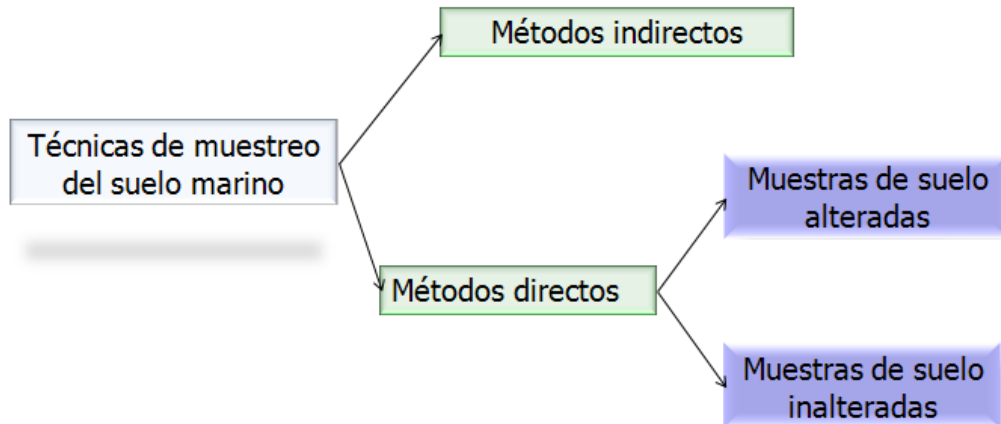 Métodos indirectos
Técnicas de muestreo
del suelo marino
Muestras de suelo
alteradas
Métodos directos
Muestras de suelo
inalteradas